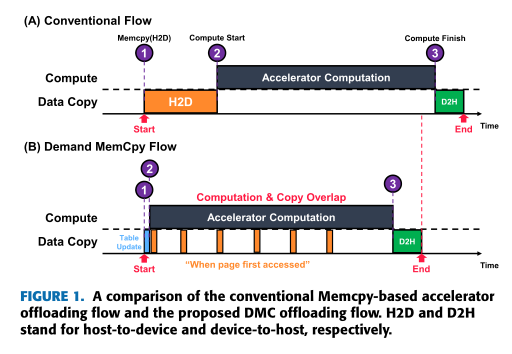 (A) Conventional Flow
Memcpy(H2D)
Compute Start
Compute Finish
1
2
3
Compute
Accelerator Computation
Data Copy
H2D
D2H
Start
End
Time
(B) Demand MemCpy Flow
2
1
3
Computation & Copy Overlap
Compute
Accelerator Computation
Data Copy
Table
Update
D2H
Start
"When page first accessed"
End
Time
FIGURE 1. A comparison of the conventional Memcpy-based accelerator
offloading flow and the proposed DMC offloading flow. H2D and D2H
stand for host-to-device and device-to-host, respectively.